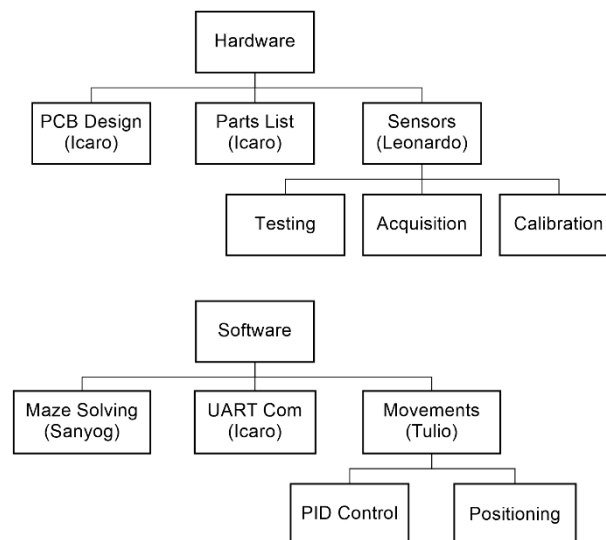 Hardware
PCB Design
(Icaro)
Parts List
(Icaro)
Sensors
(Leonardo)
Testing
Acquisition
Calibration
Software
Maze Solving
(Sanyog)
UART Com
(Icaro)
Movements
(Tulio)
PID Control
Positioning